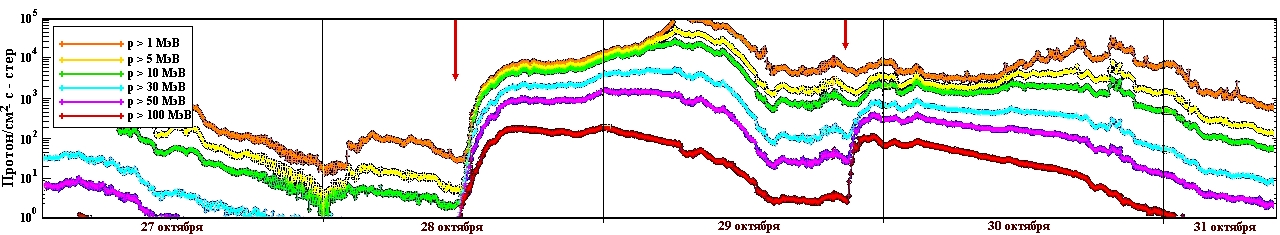 10⁵
10⁴
10³
10²
10¹
10⁰
Протон/см² с - стер
p > 1 МэВ
p > 5 МэВ
p > 10 МэВ
p > 30 МэВ
p > 50 МэВ
p > 100 МэВ
27 октября 28 октября 29 октября 30 октября 31 октября